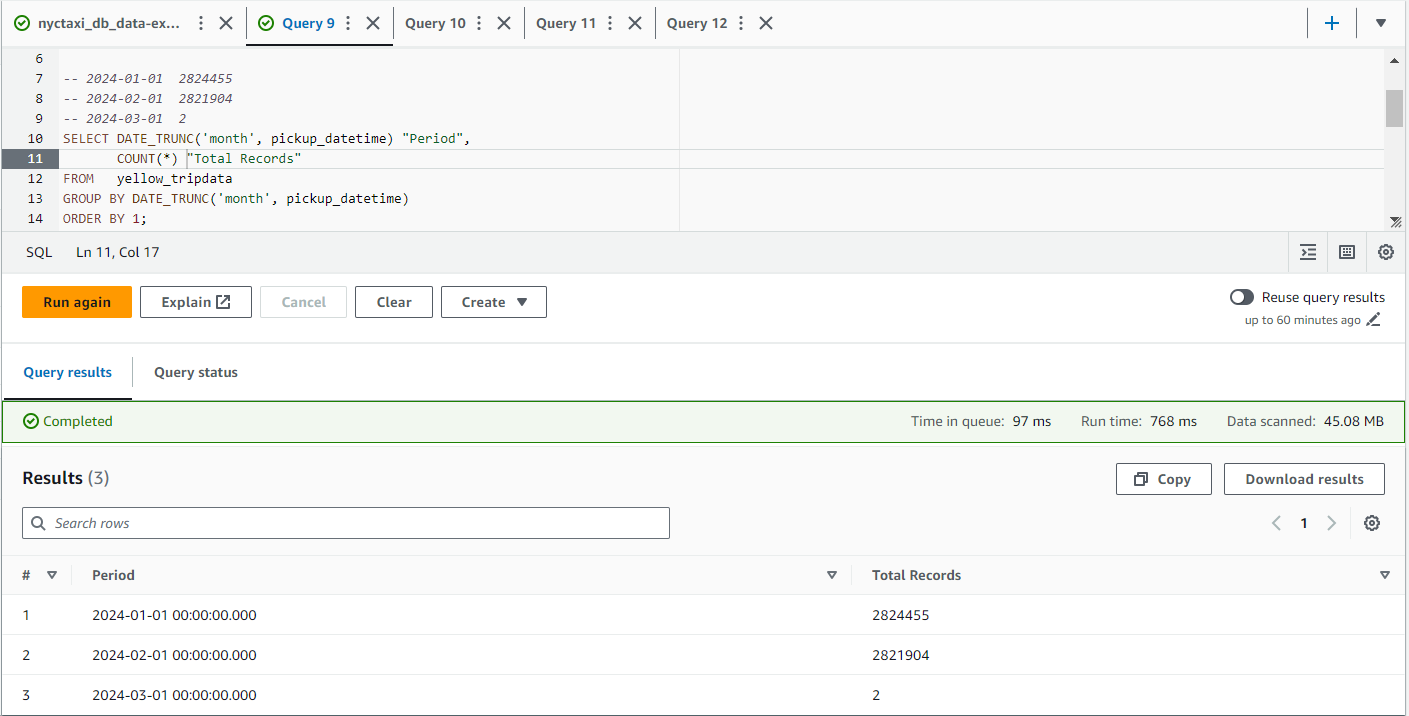 nyctaxi_db_data-ex... Query 9 Query 10 Query 11 Query 12
6
7 -- 2024-01-01  2824455
8 -- 2024-02-01  2821904
9 -- 2024-03-01  2
10 SELECT DATE_TRUNC('month', pickup_datetime) "Period",
11        COUNT(*) "Total Records"
12 FROM   yellow_tripdata
13 GROUP BY DATE_TRUNC('month', pickup_datetime)
14 ORDER BY 1;
SQL Ln 11, Col 17
Run again Explain Cancel Clear Create Reuse query results
up to 60 minutes ago
Query results Query status
Completed Time in queue: 97 ms Run time: 768 ms Data scanned: 45.08 MB
Results (3) Copy Download results
Search rows 1
# Period Total Records
1 2024-01-01 00:00:00.000 2824455
2 2024-02-01 00:00:00.000 2821904
3 2024-03-01 00:00:00.000 2